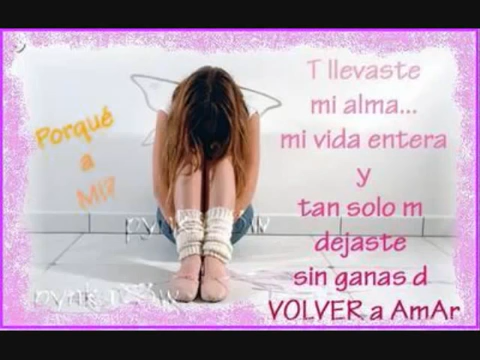 Porqué
a
MI?
T llevaste
mi alma...
mi vida entera
y
tan solo m
dejaste
sin ganas d
VOLVER a AmAr